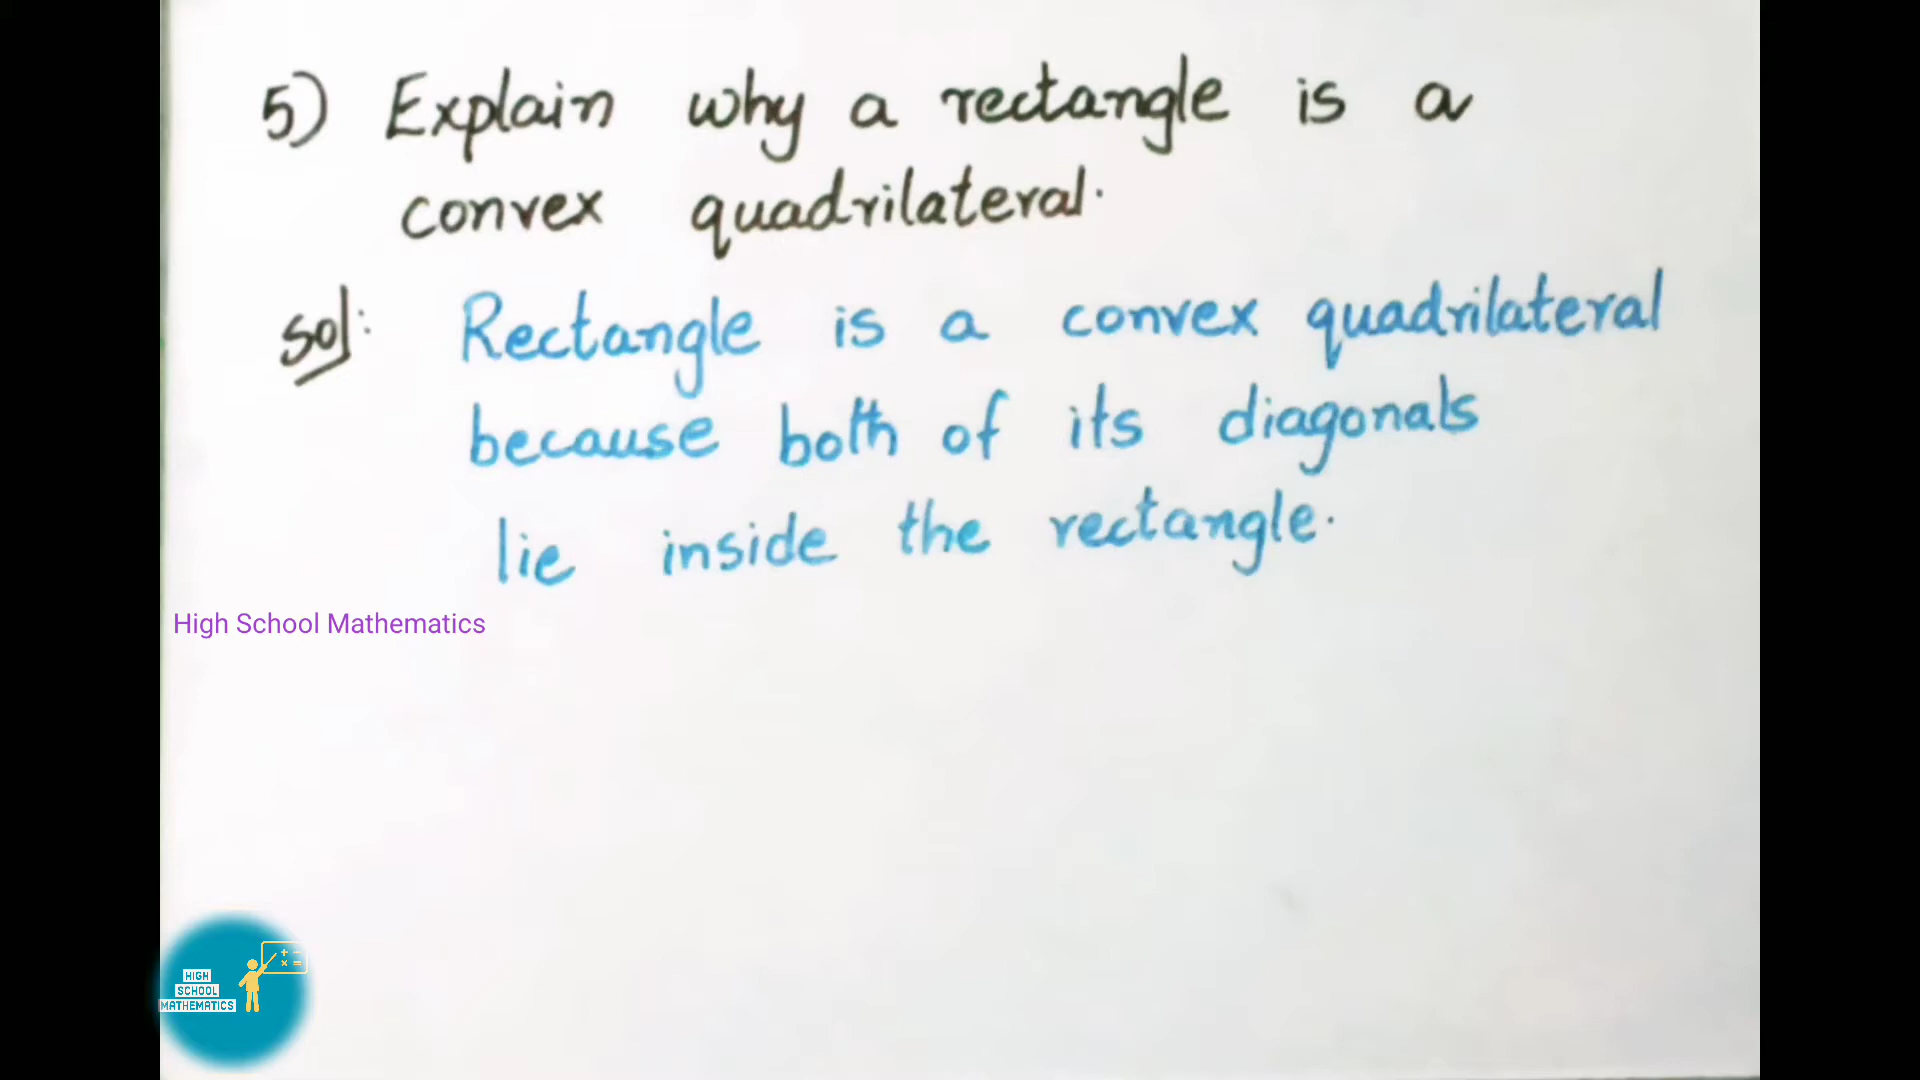 5) Explain why a rectangle is a
convex quadrilateral.
Sol: Rectangle is a convex quadrilateral
because both of its diagonals
lie inside the rectangle.
High School Mathematics
HIGH
SCHOOL
MATHEMATICS
+ −
× =